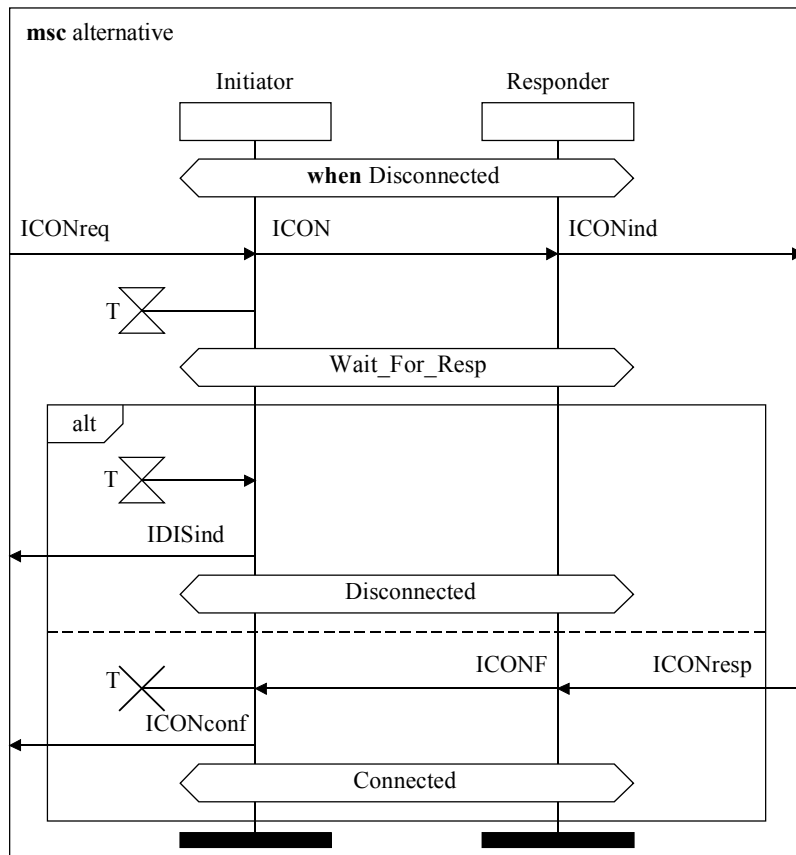 msc alternative
Initiator Responder
when Disconnected
ICONreq ICON ICONind
T
Wait_For_Resp
alt
T
IDISind
Disconnected
T ICONF ICONresp
ICONconf
Connected